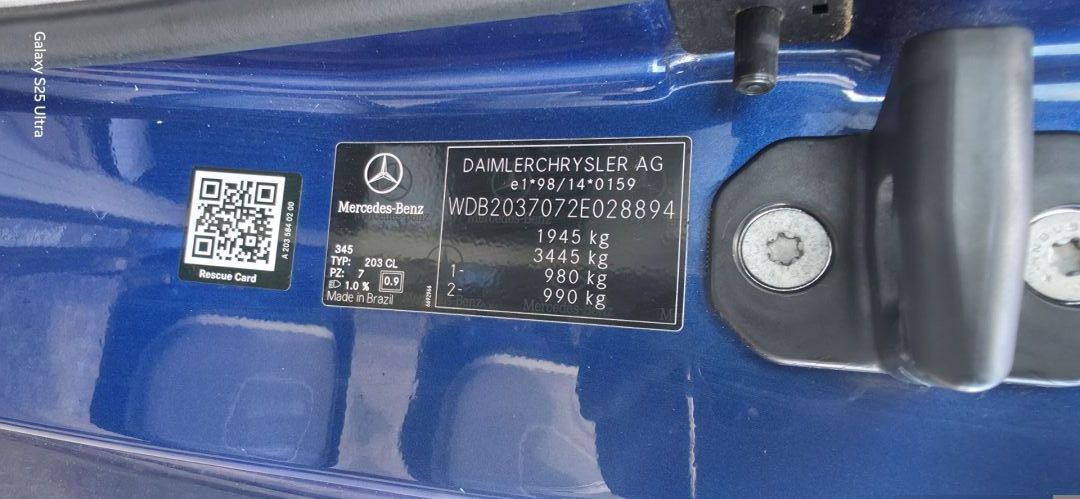 Galaxy S25 Ultra
Rescue Card
A 203 584 02 00
Mercedes-Benz
345
TYP: 203 CL
PZ: 7
1.0 %
0.9
Made in Brazil
DAIMLERCHRYSLER AG
e1*98/14*0159
WDB2037072E028894
1945 kg
3445 kg
1- 980 kg
2- 990 kg